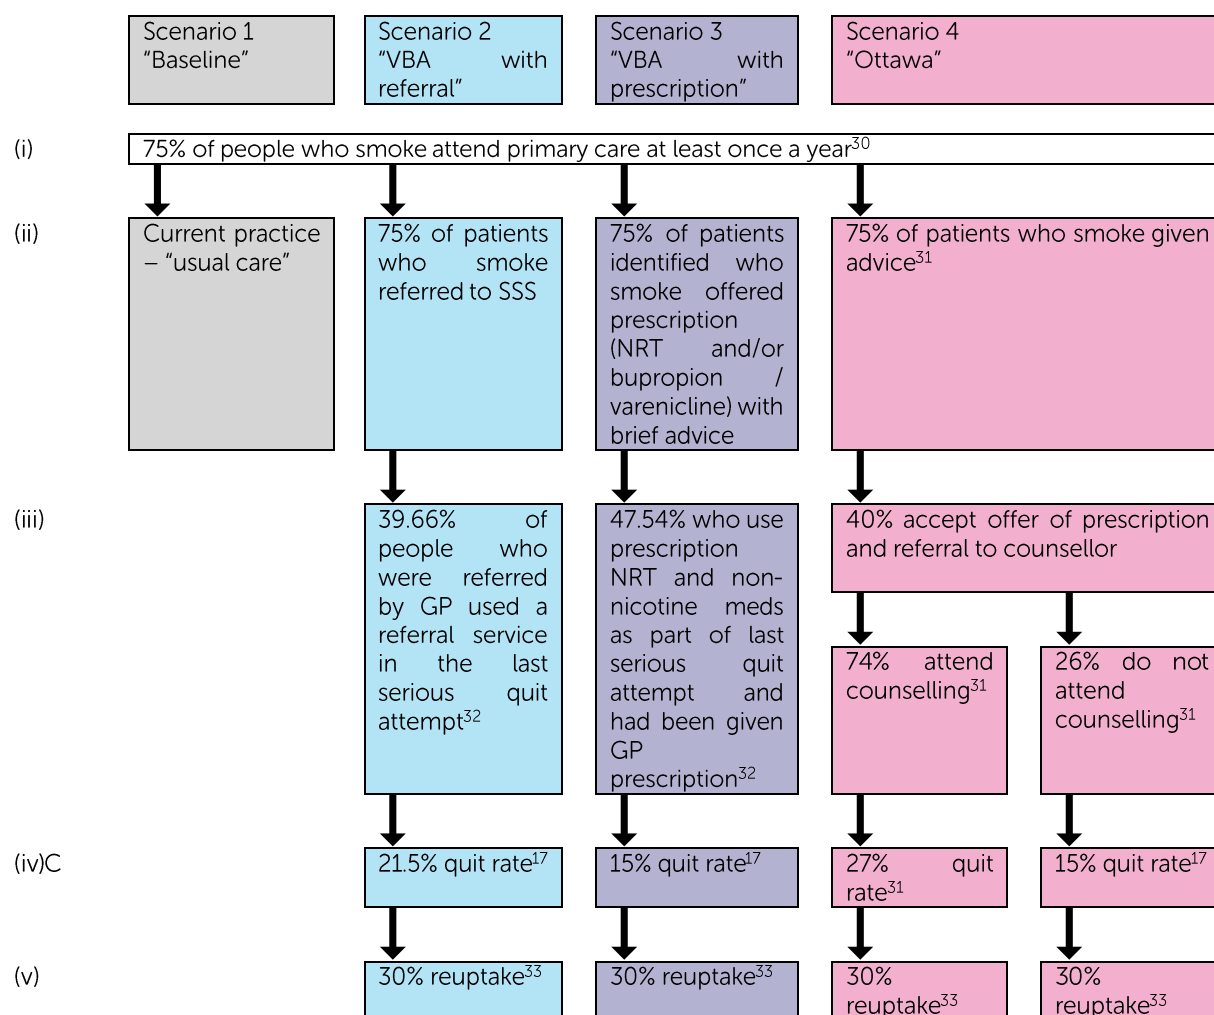 Scenario 1
“Baseline”
Scenario 2
“VBA with
referral”
Scenario 3
“VBA with
prescription”
Scenario 4
“Ottawa”
(i)
75% of people who smoke attend primary care at least once a year30
(ii)
Current practice
– “usual care”
75% of patients
who smoke
referred to SSS
75% of patients
identified who
smoke offered
prescription
(NRT and/or
bupropion /
varenicline) with
brief advice
75% of patients who smoke given
advice31
(iii)
39.66% of
people who
were referred
by GP used a
referral service
in the last
serious quit
attempt32
47.54% who use
prescription
NRT and non-
nicotine meds
as part of last
serious quit
attempt and
had been given
GP
prescription32
40% accept offer of prescription
and referral to counsellor
74% attend
counselling31
26% do not
attend
counselling31
(iv)C
21.5% quit rate17
15% quit rate17
27% quit
rate31
15% quit rate17
(v)
30% reuptake33
30% reuptake33
30%
reuptake33
30%
reuptake33